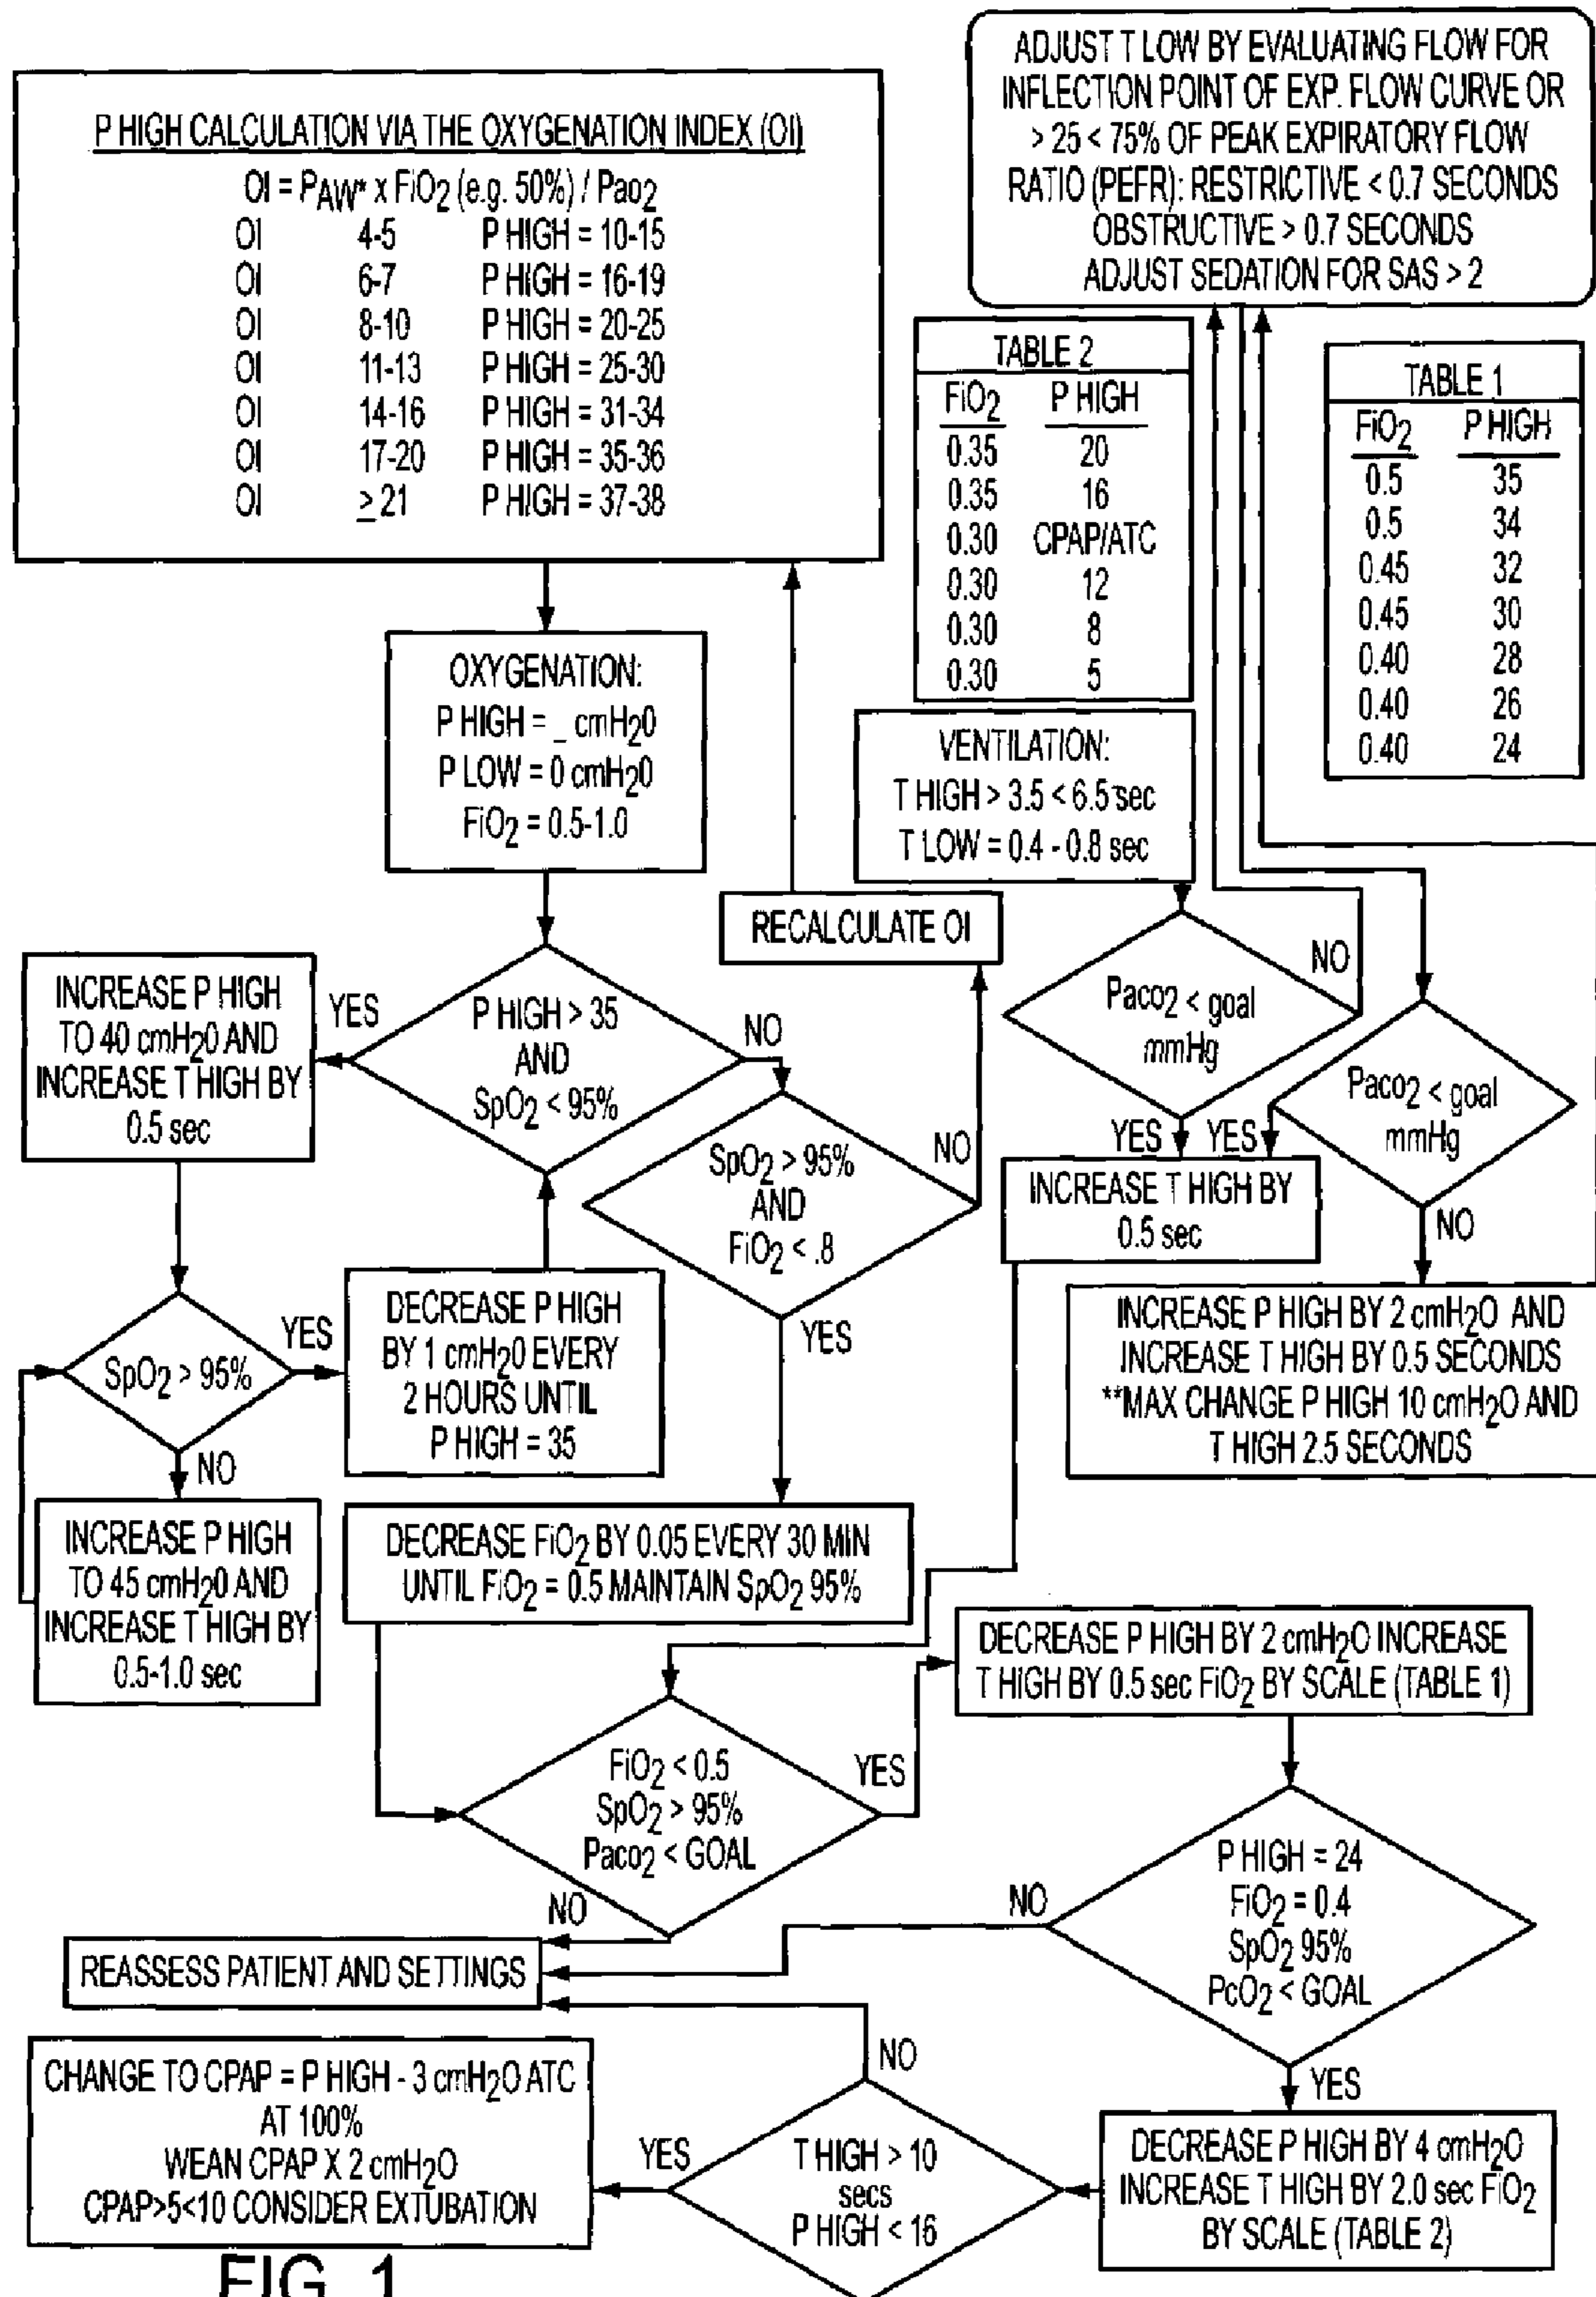 P HIGH CALCULATION VIA THE OXYGENATION INDEX (OI)
OI = PAW* x FiO2 (e.g. 50%) / Pao2
OI 4-5 P HIGH = 10-15
OI 6-7 P HIGH = 16-19
OI 8-10 P HIGH = 20-25
OI 11-13 P HIGH = 25-30
OI 14-16 P HIGH = 31-34
OI 17-20 P HIGH = 35-36
OI ≥ 21 P HIGH = 37-38
ADJUST T LOW BY EVALUATING FLOW FOR
INFLECTION POINT OF EXP. FLOW CURVE OR
> 25 < 75% OF PEAK EXPIRATORY FLOW
RATIO (PEFR): RESTRICTIVE < 0.7 SECONDS
OBSTRUCTIVE > 0.7 SECONDS
ADJUST SEDATION FOR SAS > 2
TABLE 2
FiO2 P HIGH
0.35 20
0.35 16
0.30 CPAP/ATC
0.30 12
0.30 8
0.30 5
TABLE 1
FiO2 P HIGH
0.5 35
0.5 34
0.45 32
0.45 30
0.40 28
0.40 26
0.40 24
OXYGENATION:
P HIGH = _ cmH2O
P LOW = 0 cmH2O
FiO2 = 0.5-1.0
VENTILATION:
T HIGH > 3.5 < 6.5 sec
T LOW = 0.4 - 0.8 sec
RECALCULATE OI
INCREASE P HIGH
TO 40 cmH2O AND
INCREASE T HIGH BY
0.5 sec
YES
P HIGH > 35
AND
SpO2 < 95%
NO
SpO2 > 95%
AND
FiO2 < .8
NO
YES
Paco2 < goal
mmHg
NO
YES
Paco2 < goal
mmHg
YES
NO
INCREASE T HIGH BY
0.5 sec
INCREASE P HIGH BY 2 cmH2O AND
INCREASE T HIGH BY 0.5 SECONDS
**MAX CHANGE P HIGH 10 cmH2O AND
T HIGH 2.5 SECONDS
SpO2 > 95%
YES
NO
DECREASE P HIGH
BY 1 cmH2O EVERY
2 HOURS UNTIL
P HIGH = 35
INCREASE P HIGH
TO 45 cmH2O AND
INCREASE T HIGH BY
0.5-1.0 sec
DECREASE FiO2 BY 0.05 EVERY 30 MIN
UNTIL FiO2 = 0.5 MAINTAIN SpO2 95%
DECREASE P HIGH BY 2 cmH2O INCREASE
T HIGH BY 0.5 sec FiO2 BY SCALE (TABLE 1)
FiO2 < 0.5
SpO2 > 95%
Paco2 < GOAL
YES
NO
P HIGH = 24
FiO2 = 0.4
SpO2 95%
PcO2 < GOAL
NO
YES
REASSESS PATIENT AND SETTINGS
CHANGE TO CPAP = P HIGH - 3 cmH2O ATC
AT 100%
WEAN CPAP X 2 cmH2O
CPAP>5<10 CONSIDER EXTUBATION
YES
T HIGH > 10
secs
P HIGH < 16
NO
DECREASE P HIGH BY 4 cmH2O
INCREASE T HIGH BY 2.0 sec FiO2
BY SCALE (TABLE 2)
FIG. 1